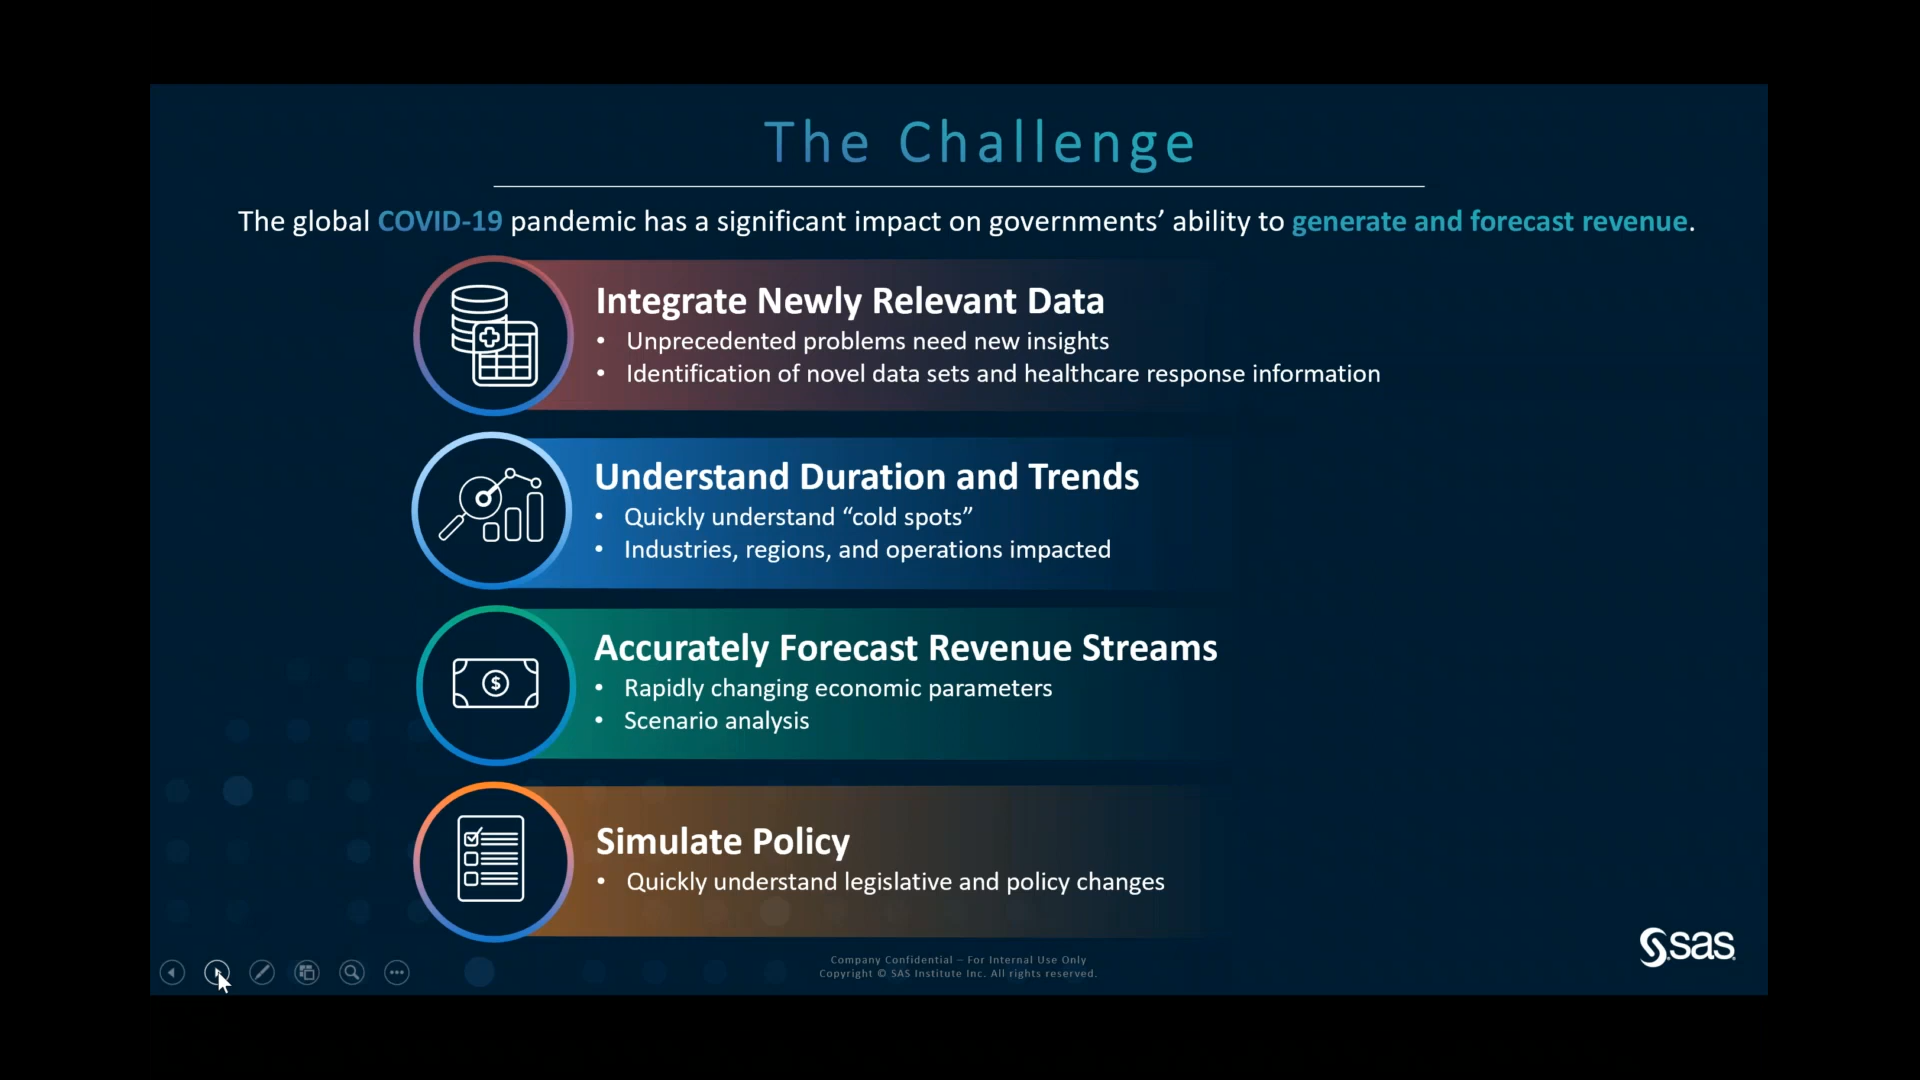 The Challenge
The global COVID-19 pandemic has a significant impact on governments’ ability to generate and forecast revenue.
Integrate Newly Relevant Data
• Unprecedented problems need new insights
• Identification of novel data sets and healthcare response information
Understand Duration and Trends
• Quickly understand “cold spots”
• Industries, regions, and operations impacted
$
Accurately Forecast Revenue Streams
• Rapidly changing economic parameters
• Scenario analysis
Simulate Policy
• Quickly understand legislative and policy changes
Company Confidential – For Internal Use Only
Copyright © SAS Institute Inc. All rights reserved.
sas